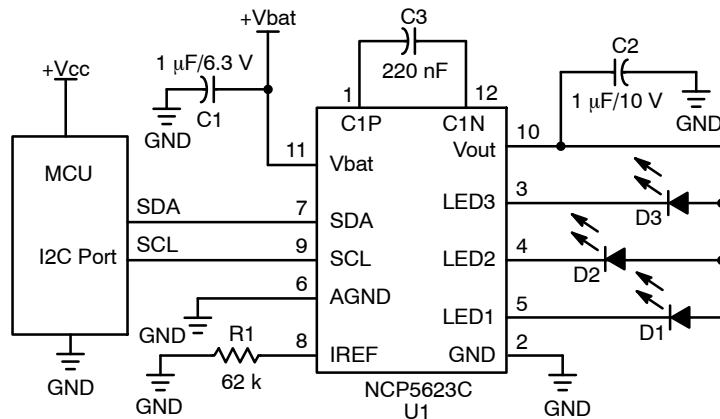 +Vbat
C3
C2
+Vcc
1 μF/6.3 V
220 nF
1
12
1 μF/10 V
GND
C1
C1P
C1N
10
GND
MCU
11
Vbat
Vout
SDA
7
SDA
LED3
3
D3
I2C Port
SCL
9
SCL
LED2
4
D2
6
AGND
GND
LED1
5
D1
R1
8
IREF
GND
2
GND
GND
62 k
NCP5623C
GND
U1